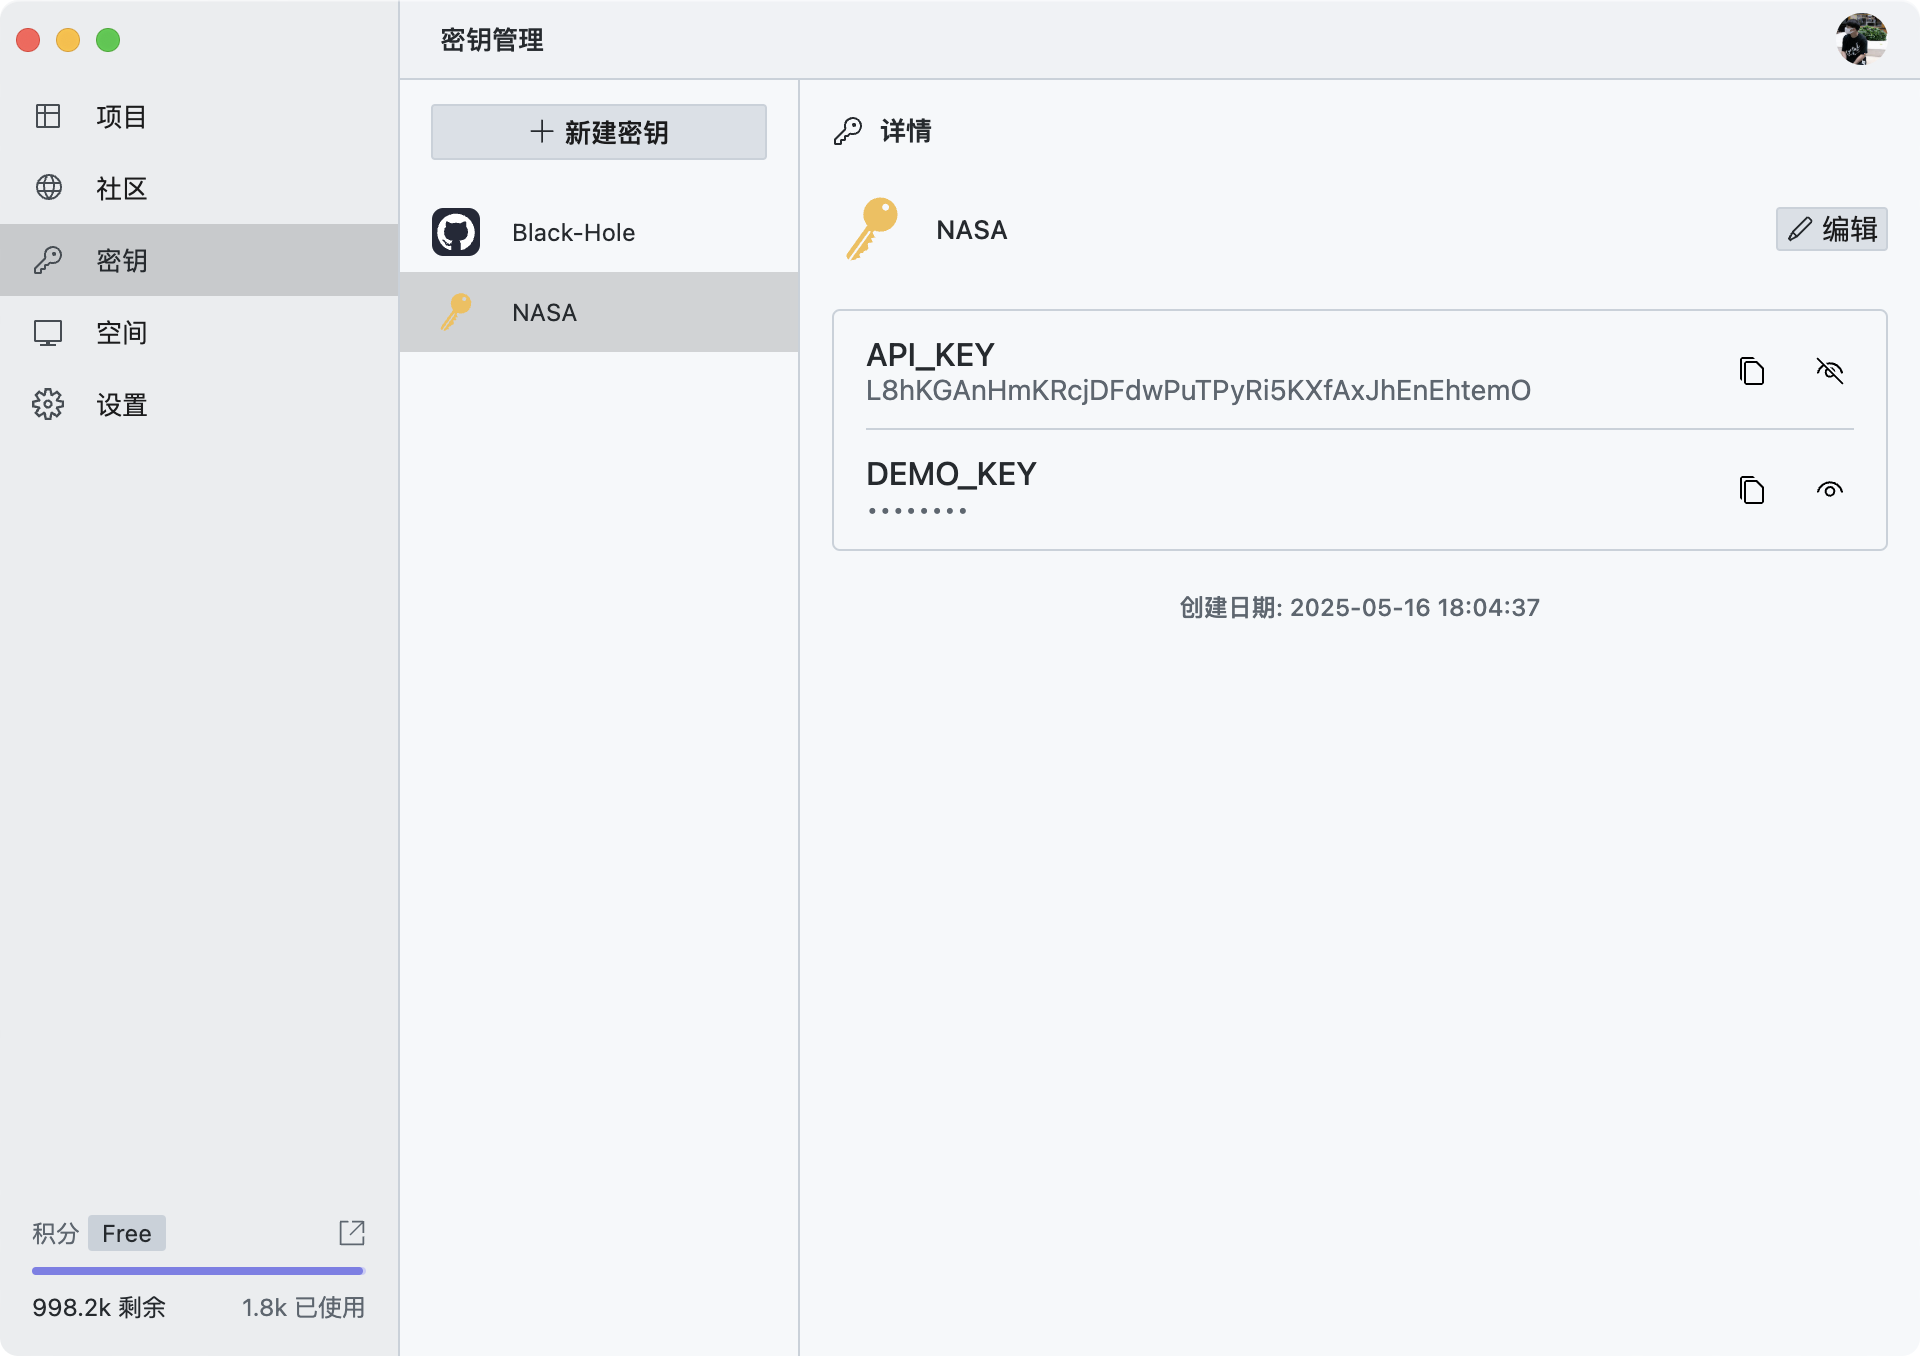 密钥管理
项目
社区
密钥
空间
设置
积分 Free
998.2k 剩余 1.8k 已使用
新建密钥
Black-Hole
NASA
详情
NASA
编辑
API_KEY
L8hKGAnHmKRcjDFdwPuTPyRi5KXfAxJhEnEhtemO
DEMO_KEY
••••••••
创建日期: 2025-05-16 18:04:37